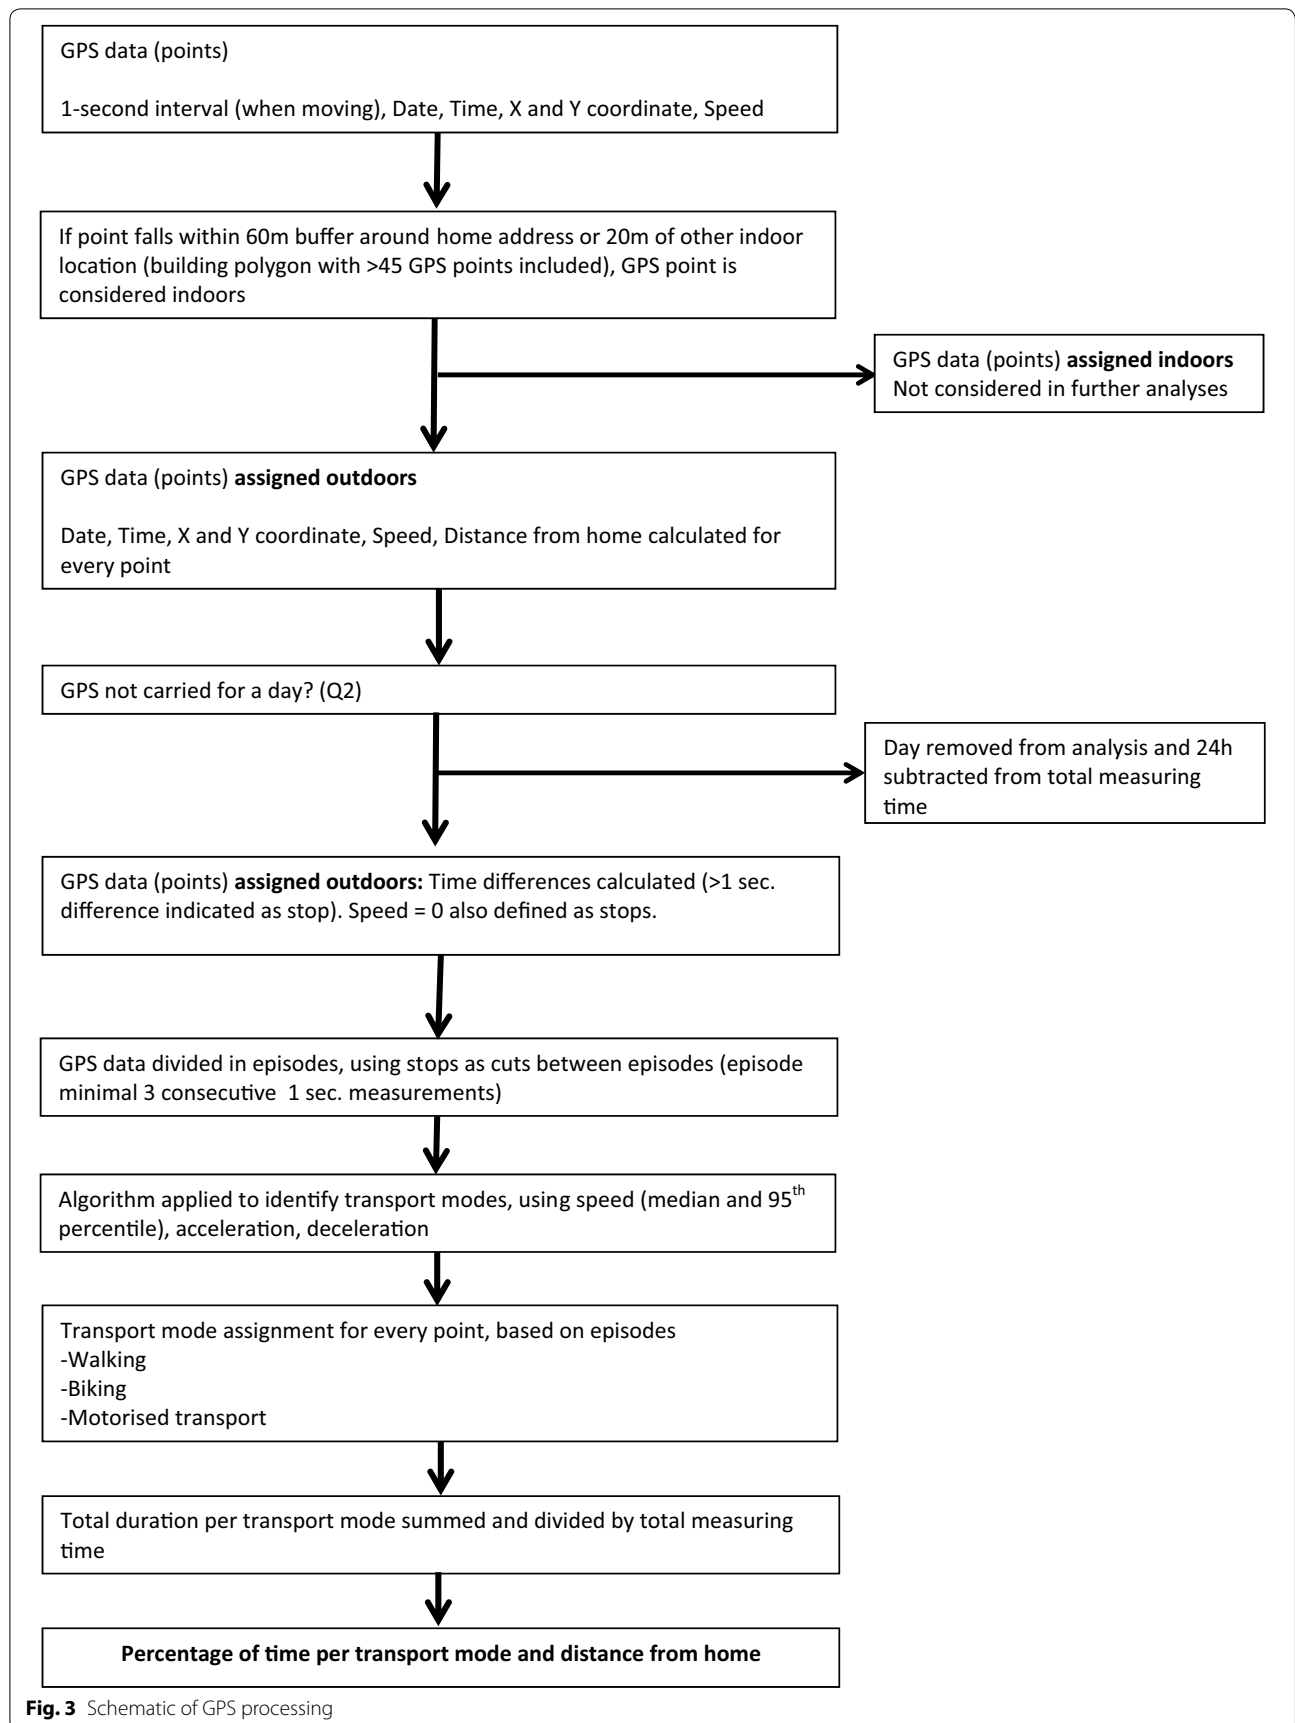 GPS data (points)
1-second interval (when moving), Date, Time, X and Y coordinate, Speed
If point falls within 60m buffer around home address or 20m of other indoor
location (building polygon with >45 GPS points included), GPS point is
considered indoors
GPS data (points) assigned indoors
Not considered in further analyses
GPS data (points) assigned outdoors
Date, Time, X and Y coordinate, Speed, Distance from home calculated for
every point
GPS not carried for a day? (Q2)
Day removed from analysis and 24h
subtracted from total measuring
time
GPS data (points) assigned outdoors: Time differences calculated (>1 sec.
difference indicated as stop). Speed = 0 also defined as stops.
GPS data divided in episodes, using stops as cuts between episodes (episode
minimal 3 consecutive  1 sec. measurements)
Algorithm applied to identify transport modes, using speed (median and 95th
percentile), acceleration, deceleration
Transport mode assignment for every point, based on episodes
-Walking
-Biking
-Motorised transport
Total duration per transport mode summed and divided by total measuring
time
Percentage of time per transport mode and distance from home
Fig. 3 Schematic of GPS processing